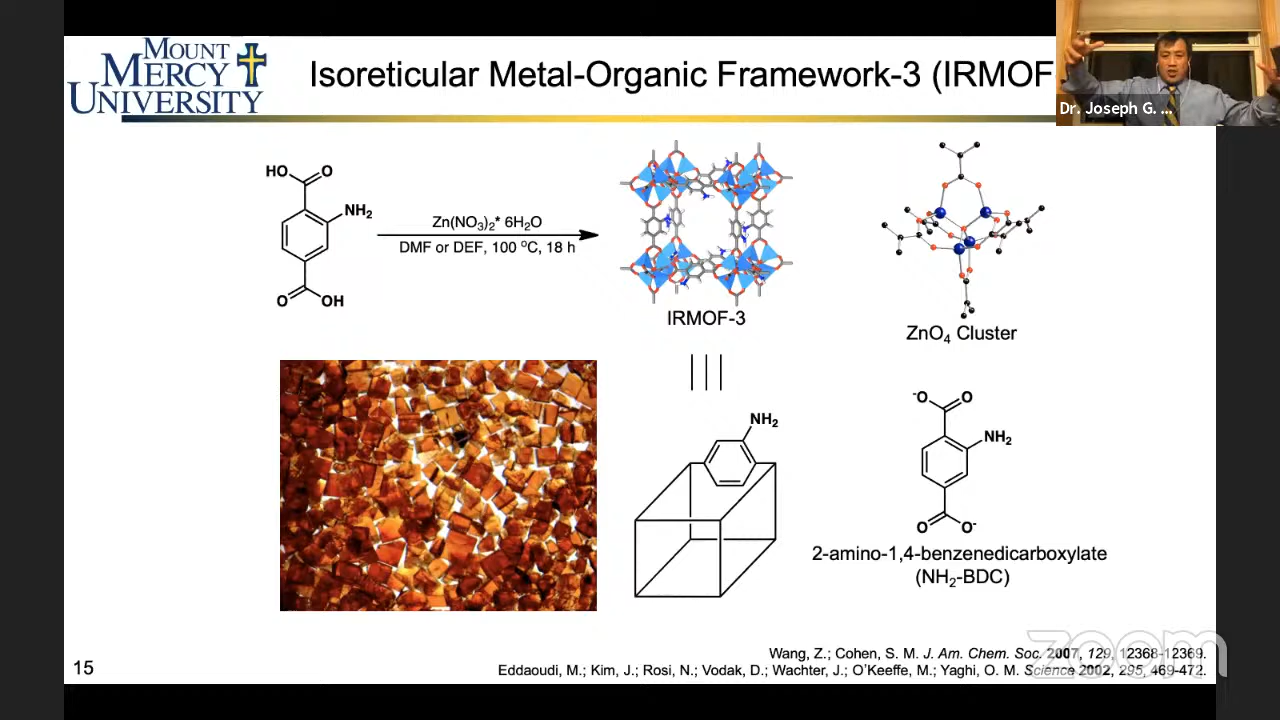 MOUNT
MERCY
UNIVERSITY
Isoreticular Metal-Organic Framework-3 (IRMOF
Dr. Joseph G. ...
HO
O
NH₂
O
OH
Zn(NO₃)₂* 6H₂O
DMF or DEF, 100 ⁰C, 18 h
IRMOF-3
ZnO₄ Cluster
NH₂
⁻O
O
NH₂
O
O⁻
2-amino-1,4-benzenedicarboxylate
(NH₂-BDC)
zoom
15
Wang, Z.; Cohen, S. M. J. Am. Chem. Soc. 2007, 129, 12368-12369.
Eddaoudi, M.; Kim, J.; Rosi, N.; Vodak, D.; Wachter, J.; O'Keeffe, M.; Yaghi, O. M. Science 2002, 295, 469-472.